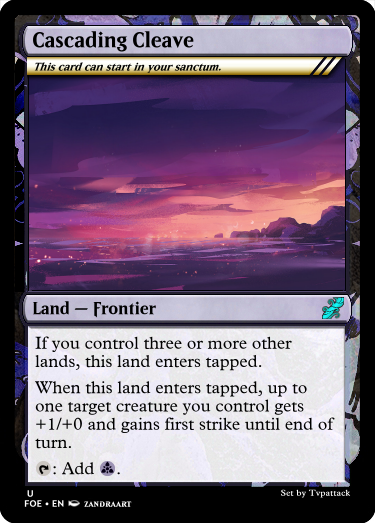 Cascading Cleave
This card can start in your sanctum.
Land — Frontier
If you control three or more other
lands, this land enters tapped.
When this land enters tapped, up to
one target creature you control gets
+1/+0 and gains first strike until end of
turn.
: Add .
U
Set by Tvpattack
FOE • EN ZANDRAART